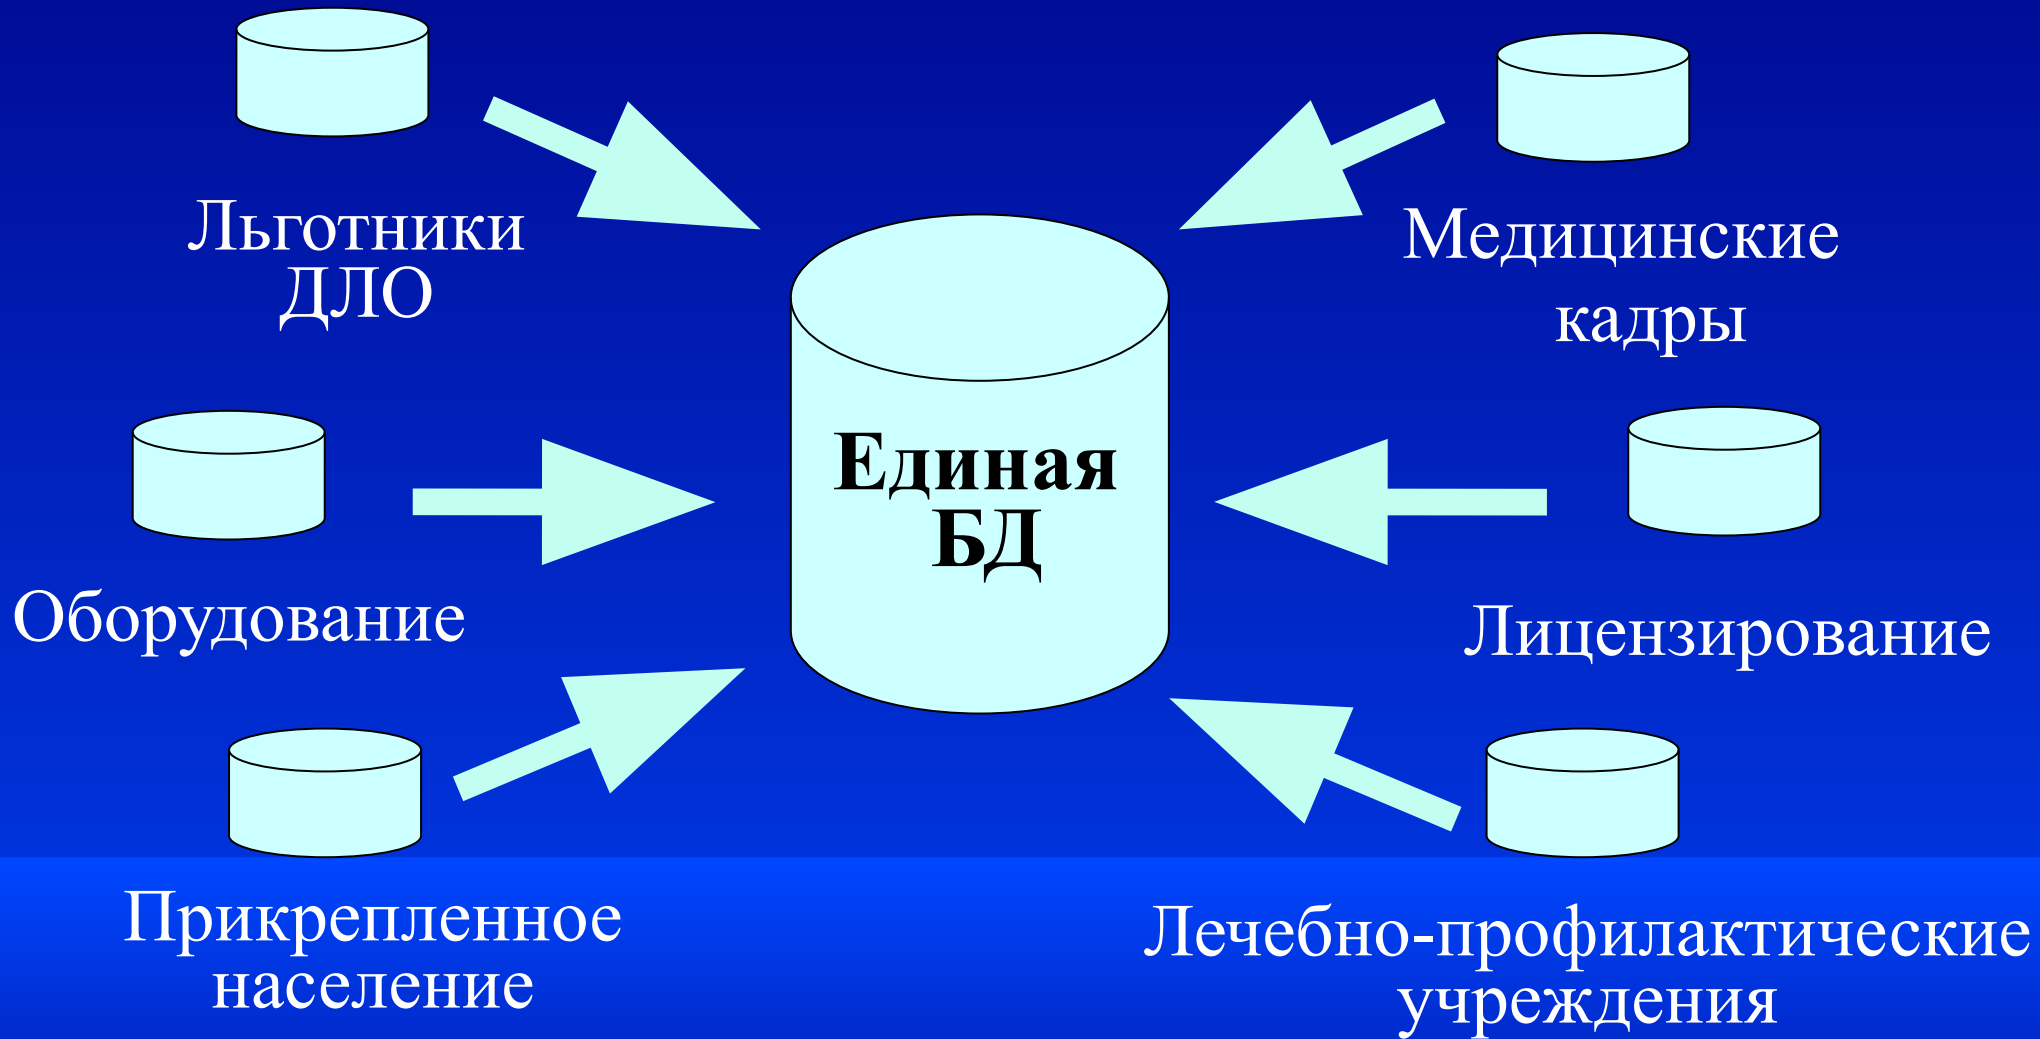 Льготники
ДЛО
Медицинские
кадры
Единая
БД
Оборудование
Лицензирование
Прикрепленное
население
Лечебно-профилактические
учреждения